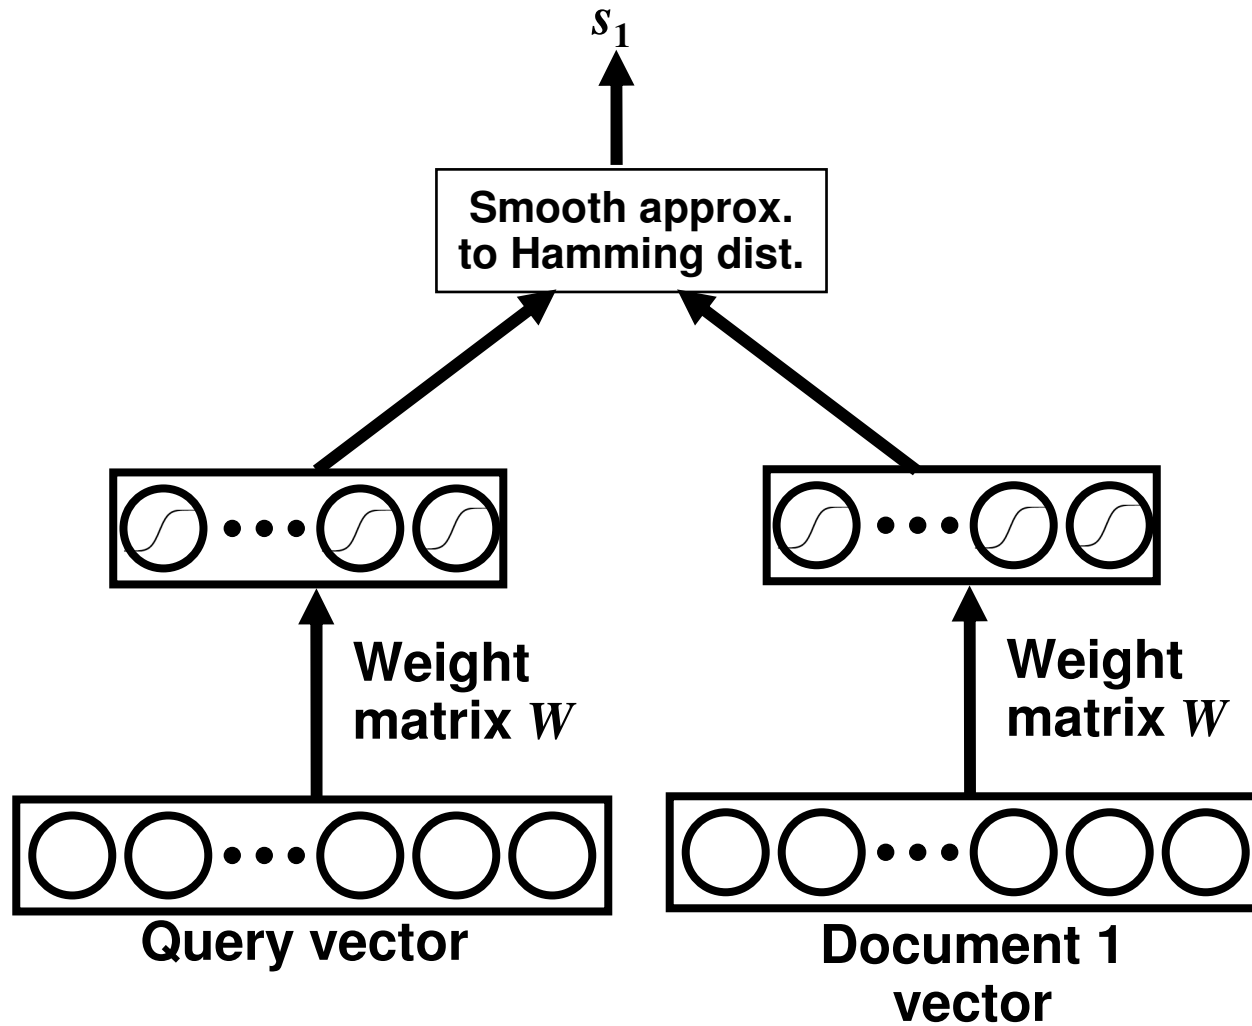 s1
Smooth approx.
to Hamming dist.
Weight
matrix W
Weight
matrix W
Query vector
Document 1
vector